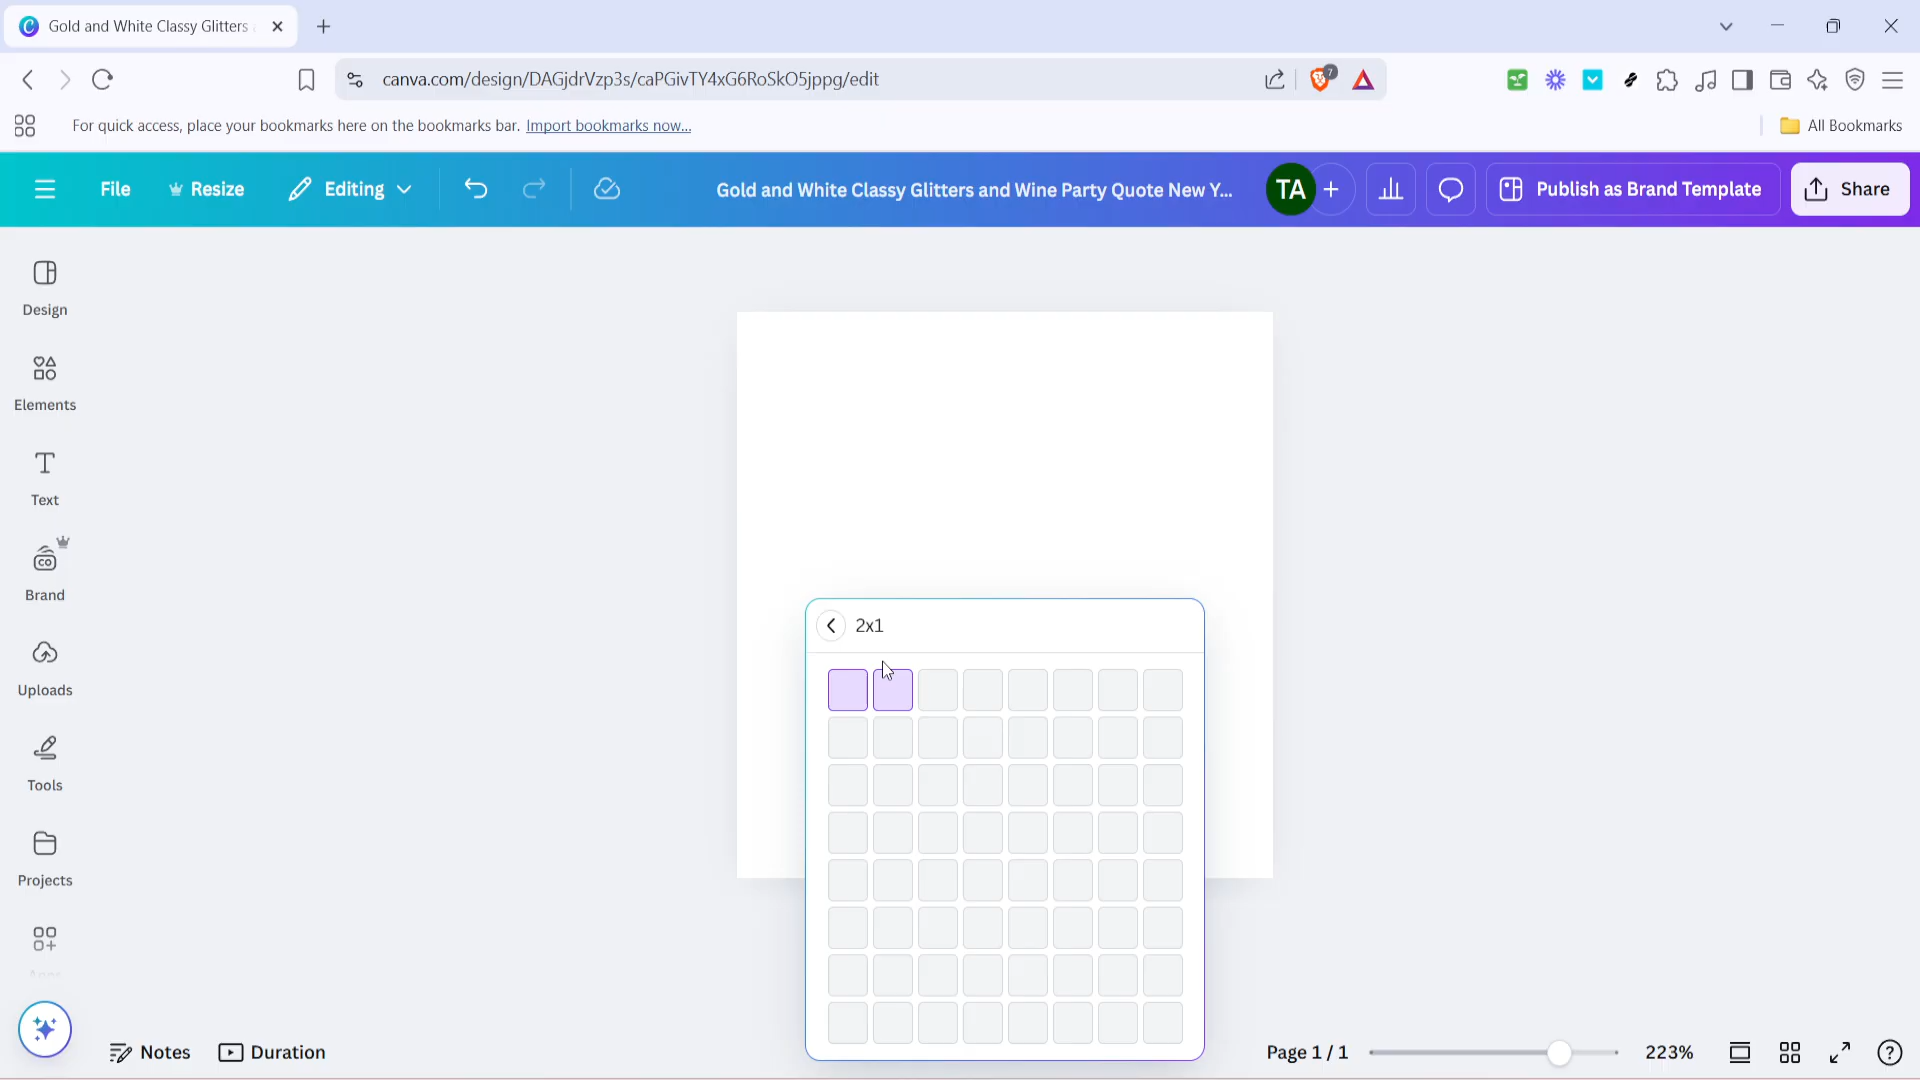 Gold and White Classy Glitters
canva.com/design/DAGjdrVzp3s/caPGivTY4xG6RoSkO5jppg/edit
7
For quick access, place your bookmarks here on the bookmarks bar. Import bookmarks now...
All Bookmarks
File
Resize
Editing
Gold and White Classy Glitters and Wine Party Quote New Y...
TA
Publish as Brand Template
Share
Design
Elements
Text
CO
Brand
Uploads
Tools
Projects
2x1
Notes
Duration
Page 1 / 1
223%